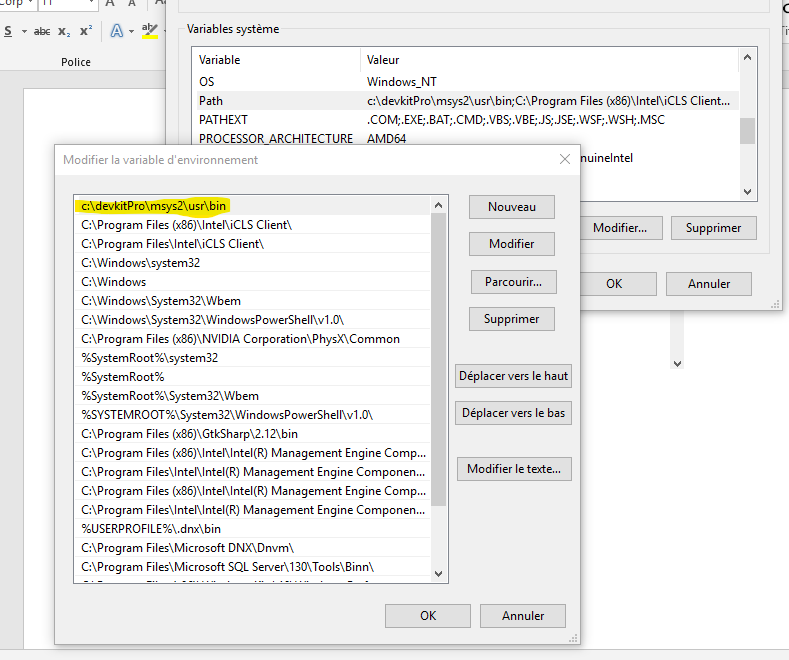 Corp
11
A
A
S
abc
x₂
x²
A
ab
Police
Variables système
Variable
Valeur
OS
Windows_NT
Path
c:\devkitPro\msys2\usr\bin;C:\Program Files (x86)\Intel\iCLS Client...
PATHEXT
.COM;.EXE;.BAT;.CMD;.VBS;.VBE;.JS;.JSE;.WSF;.WSH;.MSC
PROCESSOR_ARCHITECTURE
AMD64
nuineIntel
Modifier...
Supprimer
OK
Annuler
Modifier la variable d'environnement
c:\devkitPro\msys2\usr\bin
C:\Program Files (x86)\Intel\iCLS Client\
C:\Program Files\Intel\iCLS Client\
C:\Windows\system32
C:\Windows
C:\Windows\System32\Wbem
C:\Windows\System32\WindowsPowerShell\v1.0\
C:\Program Files (x86)\NVIDIA Corporation\PhysX\Common
%SystemRoot%\system32
%SystemRoot%
%SystemRoot%\System32\Wbem
%SYSTEMROOT%\System32\WindowsPowerShell\v1.0\
C:\Program Files (x86)\GtkSharp\2.12\bin
C:\Program Files (x86)\Intel\Intel(R) Management Engine Comp...
C:\Program Files\Intel\Intel(R) Management Engine Componen...
C:\Program Files (x86)\Intel\Intel(R) Management Engine Comp...
C:\Program Files\Intel\Intel(R) Management Engine Componen...
%USERPROFILE%\.dnx\bin
C:\Program Files\Microsoft DNX\Dnvm\
C:\Program Files\Microsoft SQL Server\130\Tools\Binn\
Nouveau
Modifier
Parcourir...
Supprimer
Déplacer vers le haut
Déplacer vers le bas
Modifier le texte...
OK
Annuler